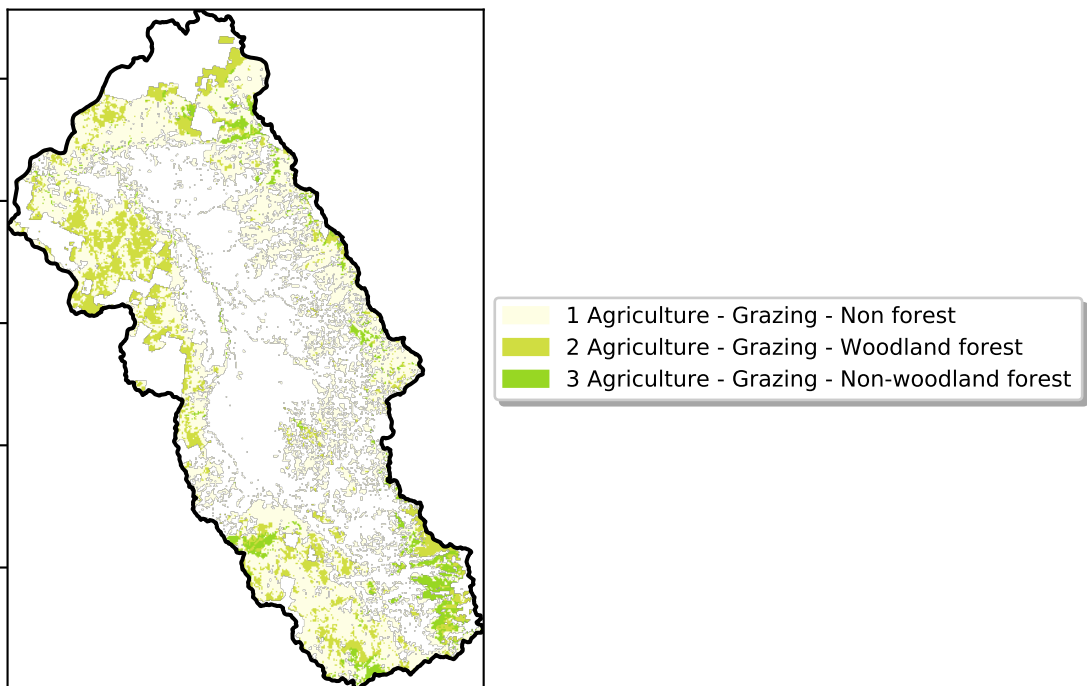 1 Agriculture - Grazing - Non forest
2 Agriculture - Grazing - Woodland forest
3 Agriculture - Grazing - Non-woodland forest